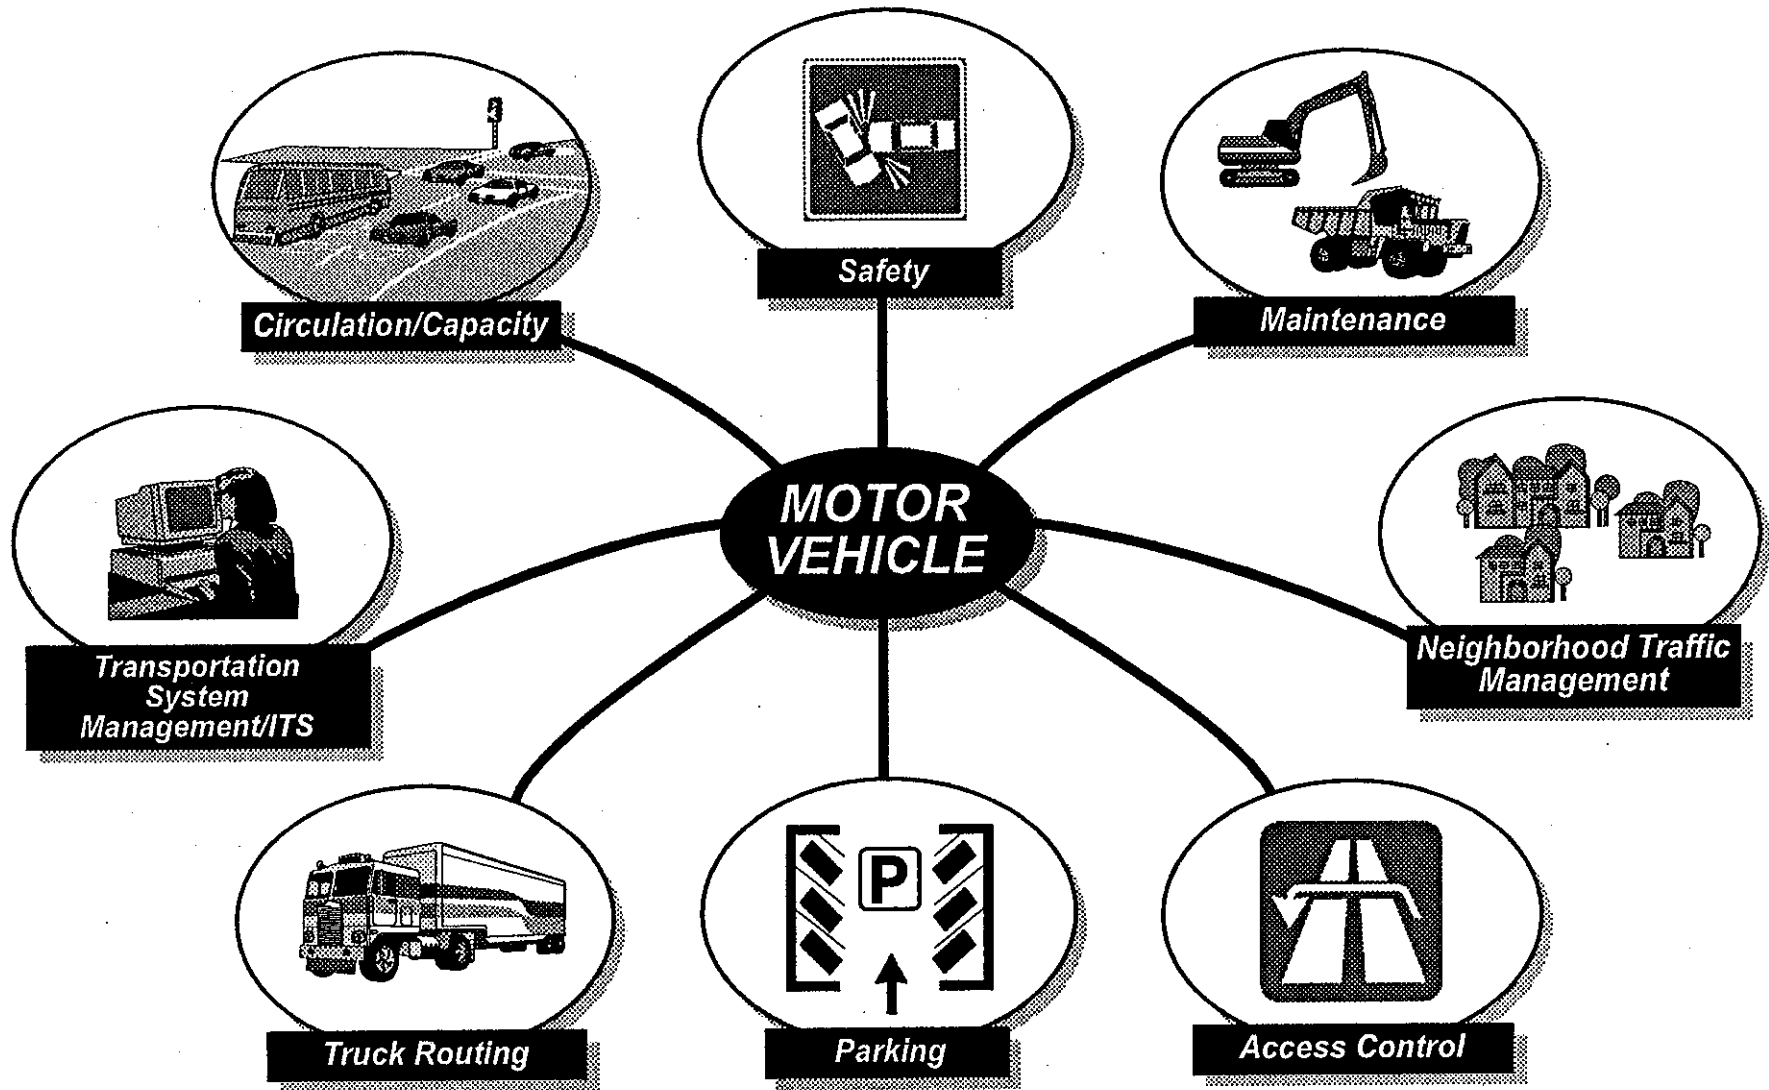 Safety
Circulation/Capacity
Maintenance
MOTOR
VEHICLE
Transportation
System
Management/ITS
Neighborhood Traffic
Management
P
Truck Routing
Parking
Access Control